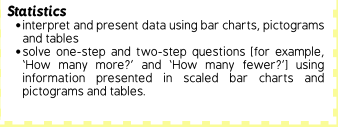 Statistics
•interpret and present data using bar charts, pictograms
and tables
•solve one-step and two-step questions [for example,
‘How many more?’ and ‘How many fewer?’] using
information presented in scaled bar charts and
pictograms and tables.